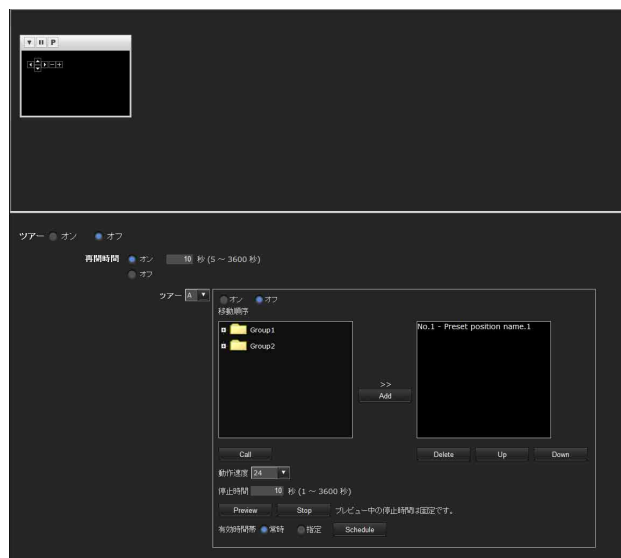 P
ツアー オン オフ
再開時間 オン 10 秒 (5 ~ 3600 秒)
オフ
ツアー A
オン オフ
移動順序
Group1
Group2
>>
Add
No.1 - Preset position name.1
Call
Delete Up Down
動作速度 24
停止時間 10 秒 (1 ~ 3600 秒)
Preview Stop プレビュー中の停止時間は固定です。
有効時間帯 常時 指定 Schedule